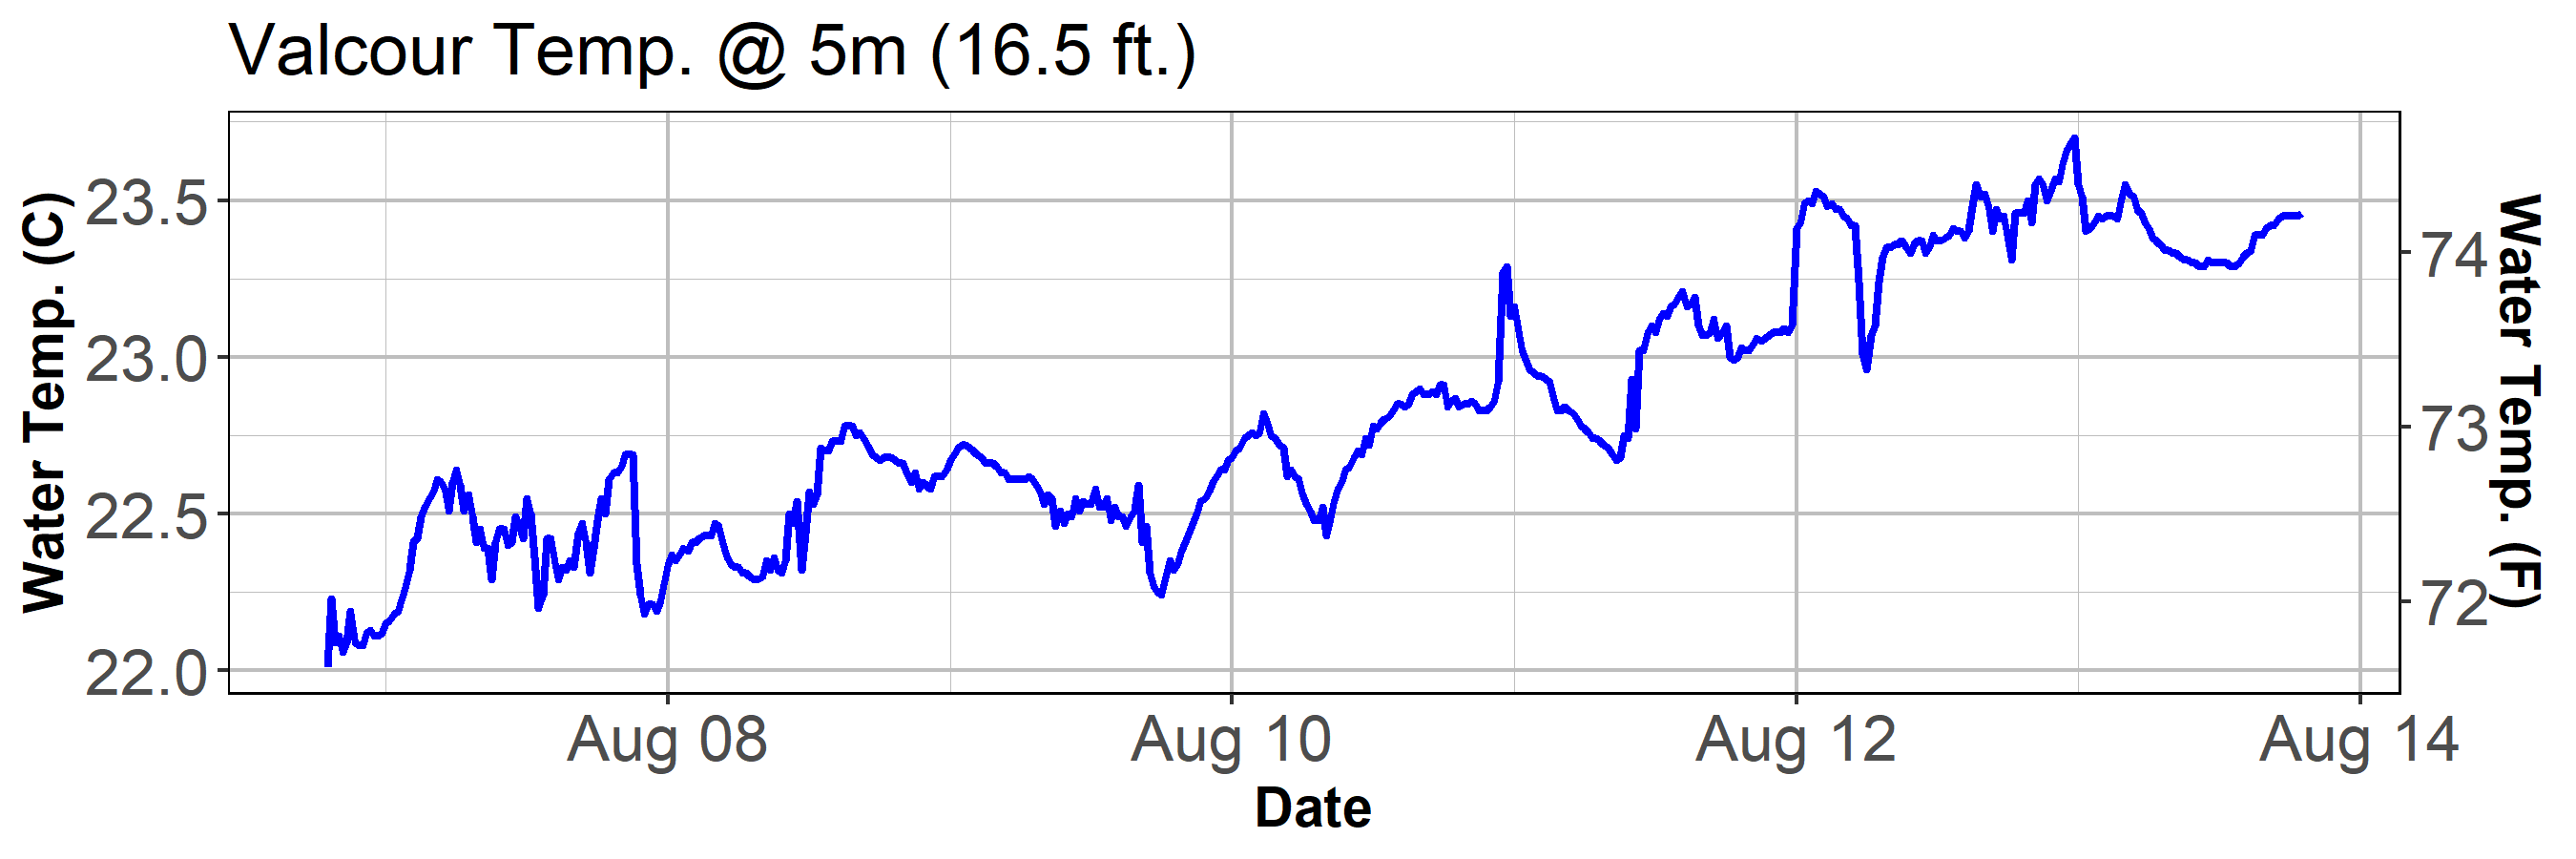 Valcour Temp. @ 5m (16.5 ft.)
Water Temp. (C)
23.5
23.0
22.5
22.0
74
73
72
Water Temp. (F)
Aug 08 Aug 10 Aug 12 Aug 14
Date